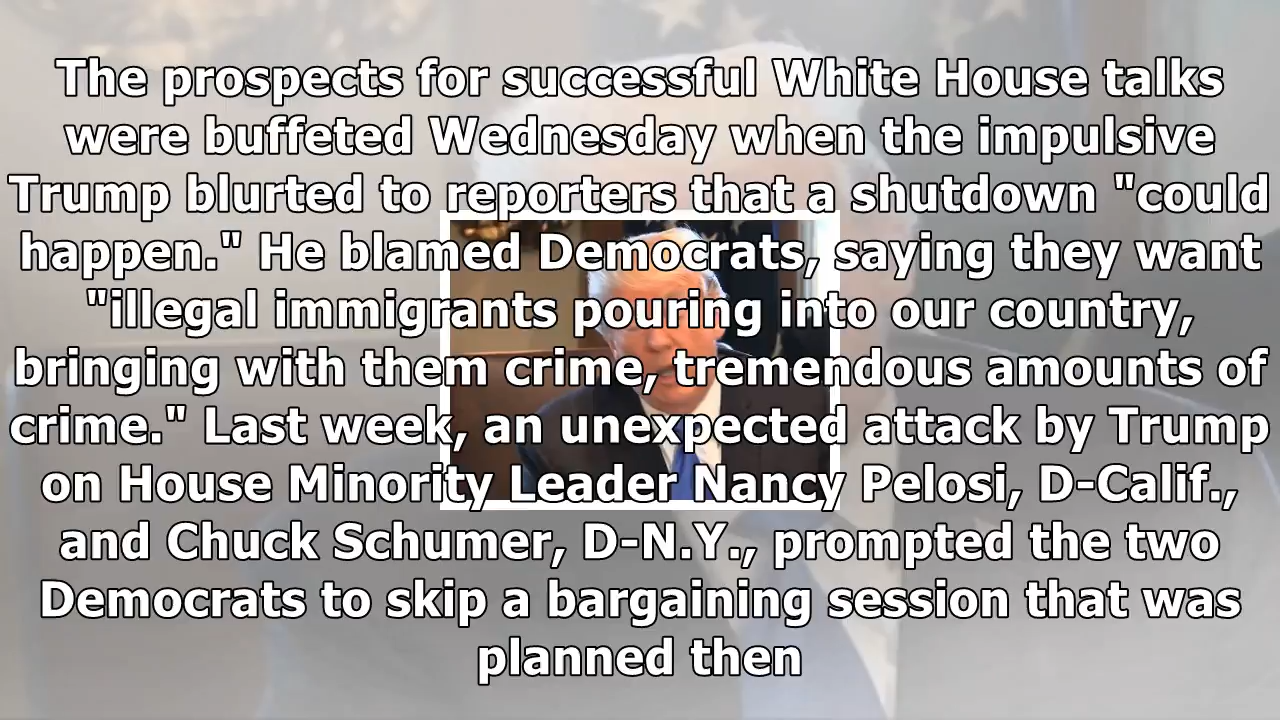 The prospects for successful White House talks
were buffeted Wednesday when the impulsive
Trump blurted to reporters that a shutdown "could
happen." He blamed Democrats, saying they want
"illegal immigrants pouring into our country,
bringing with them crime, tremendous amounts of
crime." Last week, an unexpected attack by Trump
on House Minority Leader Nancy Pelosi, D-Calif.,
and Chuck Schumer, D-N.Y., prompted the two
Democrats to skip a bargaining session that was
planned then